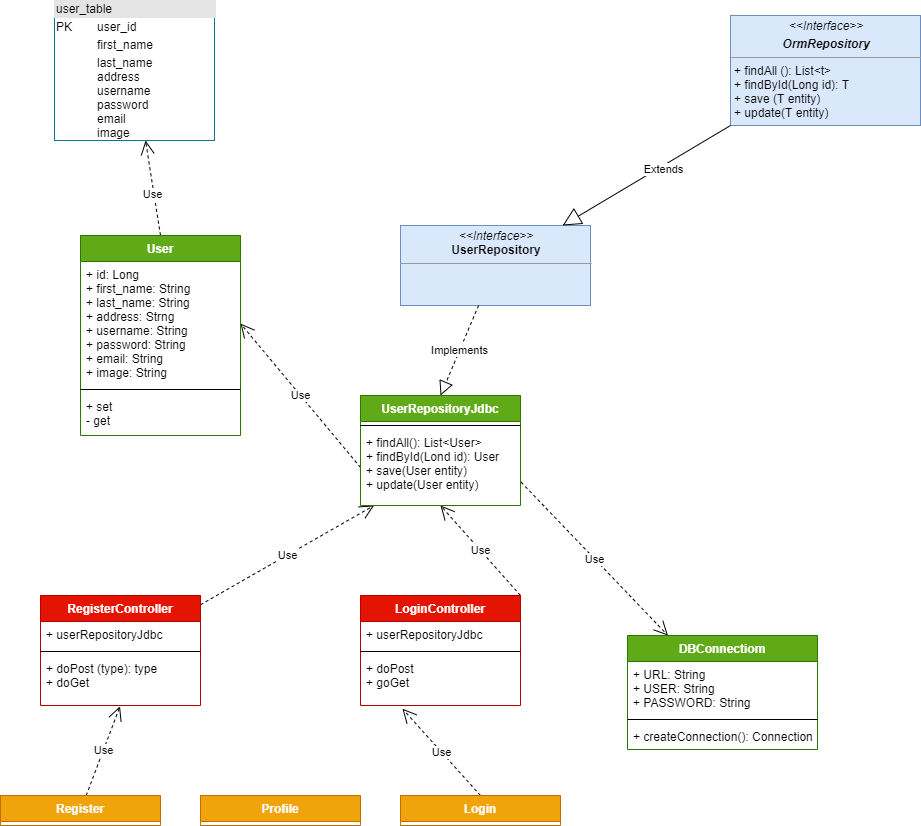 user_table
PK user_id
first_name
last_name
address
username
password
email
image
<<Interface>>
OrmRepository
+ findAll (): List<t>
+ findById(Long id): T
+ save (T entity)
+ update(T entity)
Extends
Use
<<Interface>>
UserRepository
User
+ id: Long
+ first_name: String
+ last_name: String
+ address: Strng
+ username: String
+ password: String
+ email: String
+ image: String
+ set
- get
Implements
Use
UserRepositoryJdbc
+ findAll(): List<User>
+ findById(Lond id): User
+ save(User entity)
+ update(User entity)
Use
Use
Use
RegisterController
+ userRepositoryJdbc
+ doPost (type): type
+ doGet
LoginController
+ userRepositoryJdbc
+ doPost
+ goGet
DBConnectiom
+ URL: String
+ USER: String
+ PASSWORD: String
+ createConnection(): Connection
Use
Use
Register
Profile
Login